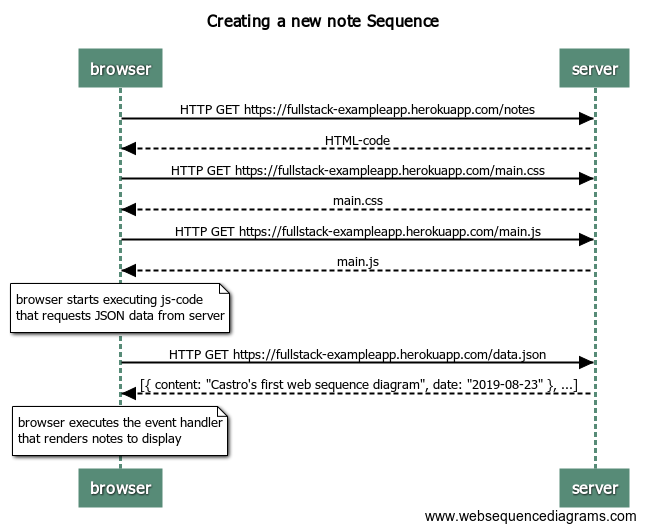 Creating a new note Sequence
browser
server
HTTP GET https://fullstack-exampleapp.herokuapp.com/notes
HTML-code
HTTP GET https://fullstack-exampleapp.herokuapp.com/main.css
main.css
HTTP GET https://fullstack-exampleapp.herokuapp.com/main.js
main.js
browser starts executing js-code
that requests JSON data from server
HTTP GET https://fullstack-exampleapp.herokuapp.com/data.json
[{ content: "Castro's first web sequence diagram", date: "2019-08-23" }, ...]
browser executes the event handler
that renders notes to display
browser
server
www.websequencediagrams.com